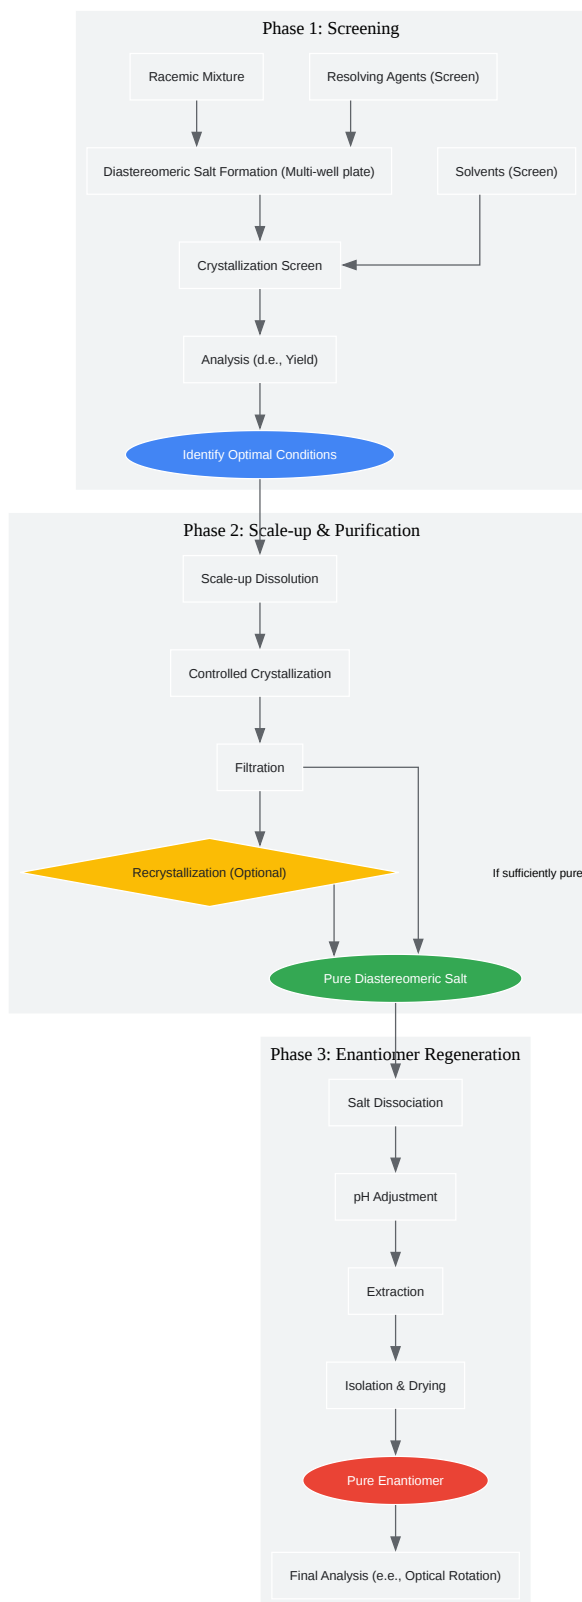 Phase 1: Screening
Racemic Mixture
Resolving Agents (Screen)
Diastereomeric Salt Formation (Multi-well plate)
Solvents (Screen)
Crystallization Screen
Analysis (d.e., Yield)
Identify Optimal Conditions
Phase 2: Scale-up & Purification
Scale-up Dissolution
Controlled Crystallization
Filtration
Recrystallization (Optional)
If sufficiently pure
Pure Diastereomeric Salt
Phase 3: Enantiomer Regeneration
Salt Dissociation
pH Adjustment
Extraction
Isolation & Drying
Pure Enantiomer
Final Analysis (e.e., Optical Rotation)